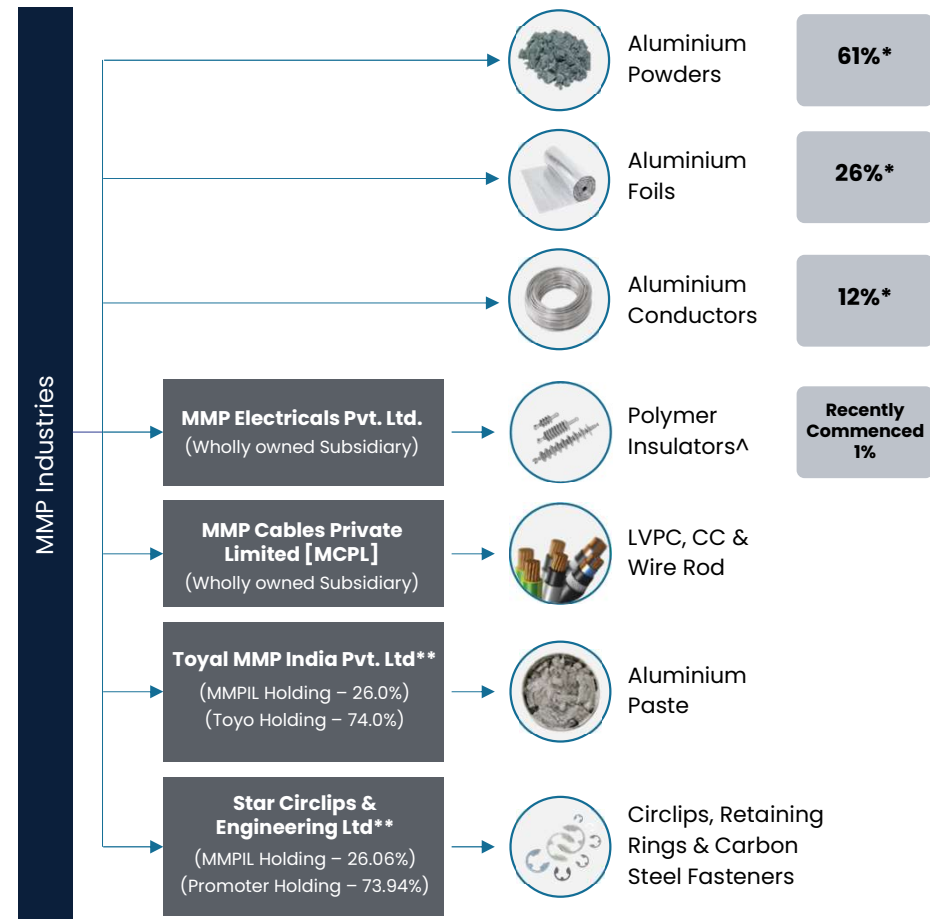 MMP Industries
Aluminium
Powders
61%*
Aluminium
Foils
26%*
Aluminium
Conductors
12%*
MMP Electricals Pvt. Ltd.
(Wholly owned Subsidiary)
Polymer
Insulators^
Recently
Commenced
1%
MMP Cables Private
Limited [MCPL]
(Wholly owned Subsidiary)
LVPC, CC &
Wire Rod
Toyal MMP India Pvt. Ltd**
(MMPIL Holding – 26.0%)
(Toyo Holding – 74.0%)
Aluminium
Paste
Star Circlips &
Engineering Ltd**
(MMPIL Holding – 26.06%)
(Promoter Holding – 73.94%)
Circlips, Retaining
Rings & Carbon
Steel Fasteners